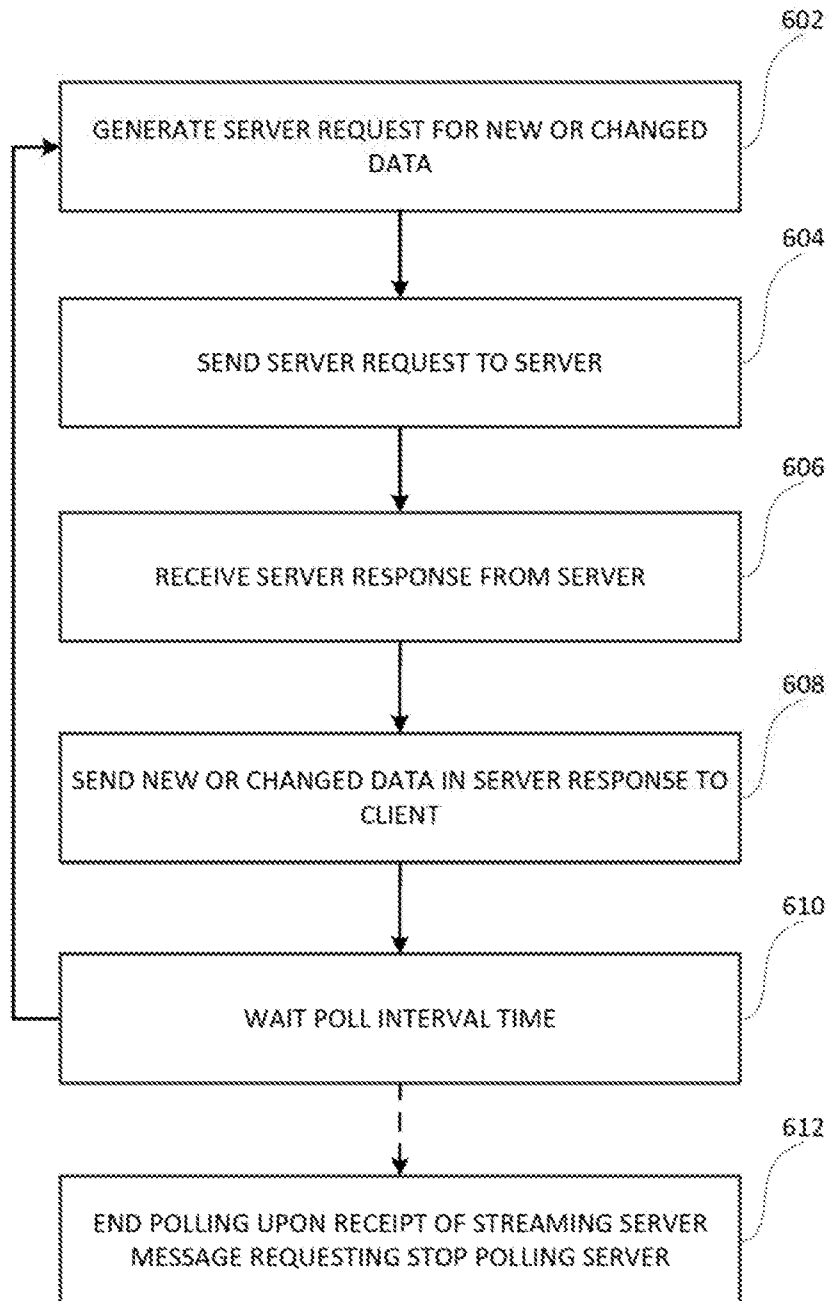 602
GENERATE SERVER REQUEST FOR NEW OR CHANGED
DATA
604
SEND SERVER REQUEST TO SERVER
606
RECEIVE SERVER RESPONSE FROM SERVER
608
SEND NEW OR CHANGED DATA IN SERVER RESPONSE TO
CLIENT
610
WAIT POLL INTERVAL TIME
612
END POLLING UPON RECEIPT OF STREAMING SERVER
MESSAGE REQUESTING STOP POLLING SERVER